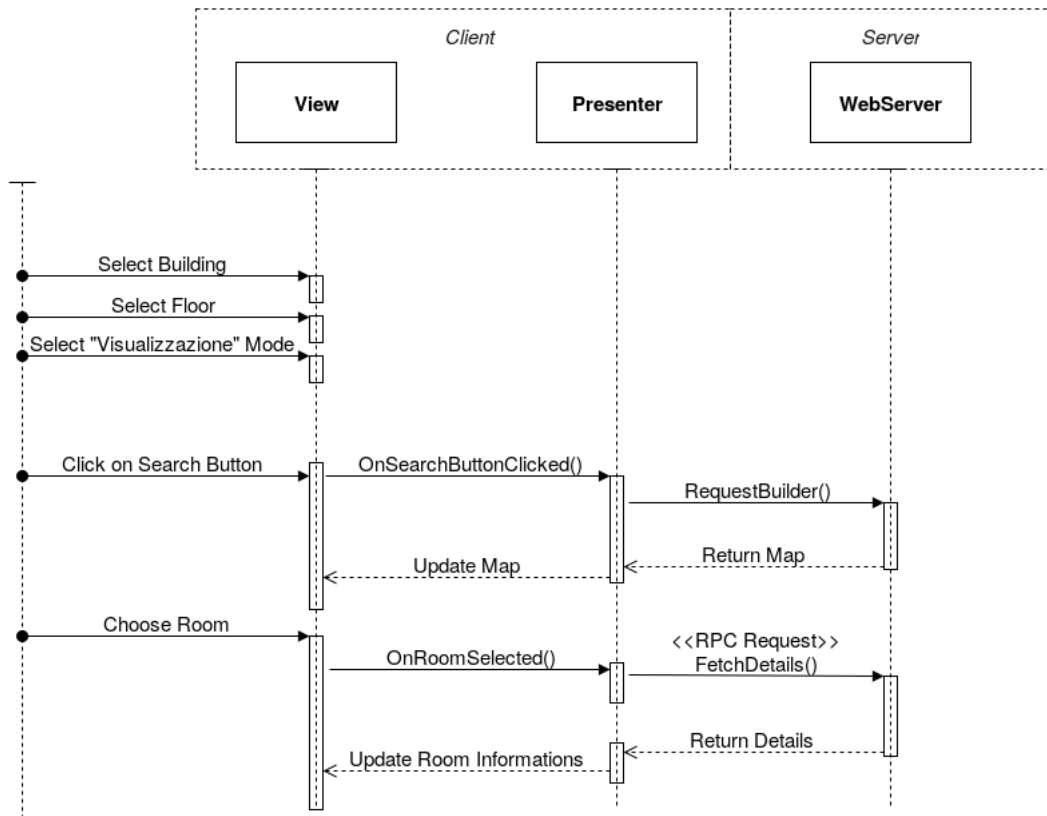 Client
Server
View
Presenter
WebServer
Select Building
Select Floor
Select "Visualizzazione" Mode
Click on Search Button
OnSearchButtonClicked()
RequestBuilder()
Return Map
Update Map
Choose Room
OnRoomSelected()
<<RPC Request>>
FetchDetails()
Return Details
Update Room Informations